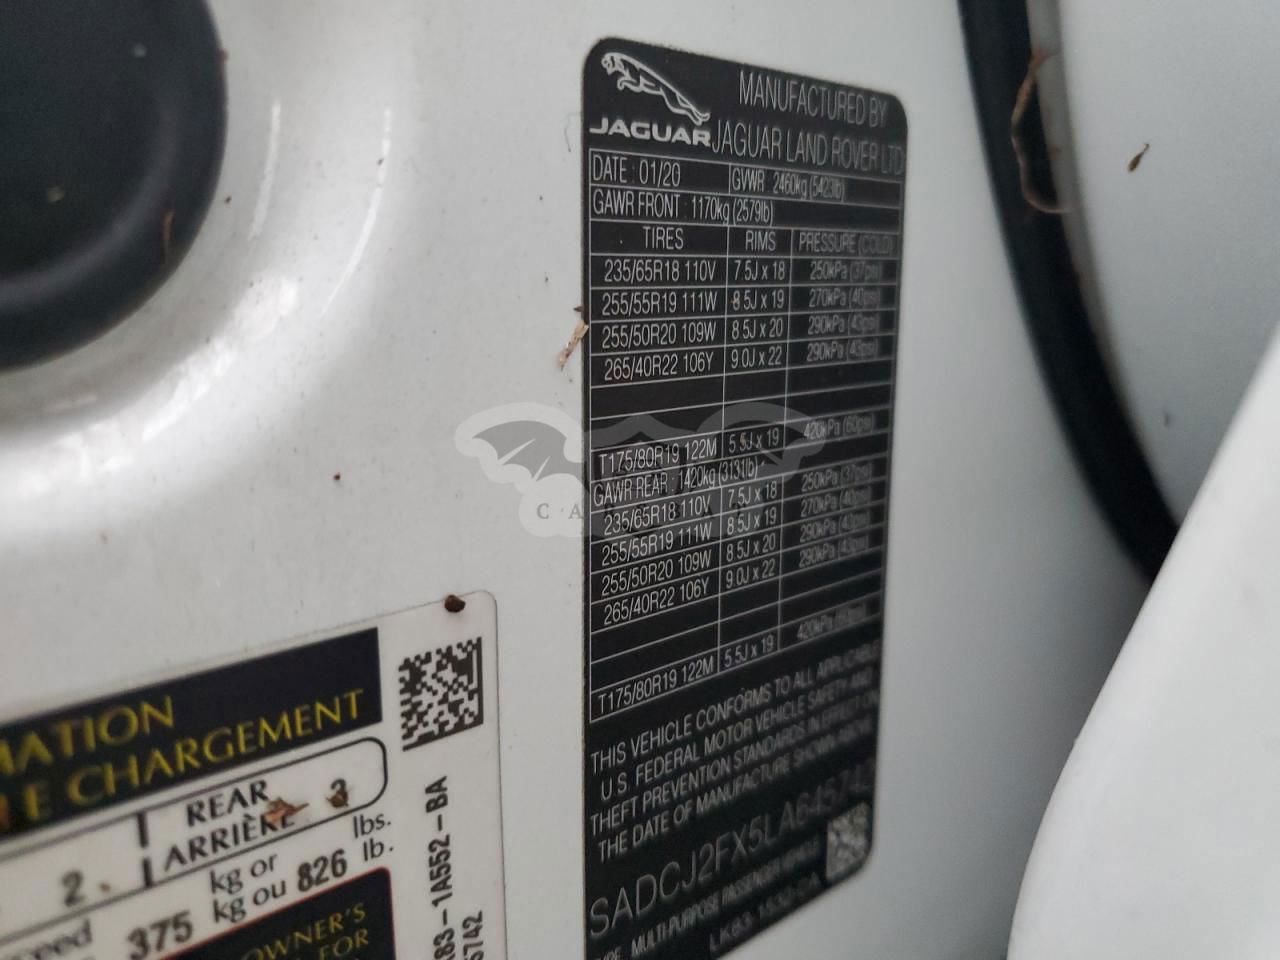 JAGUAR
MANUFACTURED BY
JAGUAR LAND ROVER LTD
DATE : 01/20 GVWR 2460kg (5423lb)
GAWR FRONT : 1170kg (2579lb)
TIRES RIMS PRESSURE (COLD)
235/65R18 110V 7.5J x 18 250kPa (37psi)
255/55R19 111W 8.5J x 19 270kPa (40psi)
255/50R20 109W 8.5J x 20 290kPa (43psi)
265/40R22 106Y 9.0J x 22 290kPa (43psi)
T175/80R19 122M 5.5J x 19 420kPa (60psi)
GAWR REAR : 1420kg (3131lb)
235/65R18 110V 7.5J x 18 250kPa (37psi)
255/55R19 111W 8.5J x 19 270kPa (40psi)
255/50R20 109W 8.5J x 20 290kPa (43psi)
265/40R22 106Y 9.0J x 22 290kPa (43psi)
T175/80R19 122M 5.5J x 19 420kPa (60psi)
THIS VEHICLE CONFORMS TO ALL APPLICABLE
U.S. FEDERAL MOTOR VEHICLE SAFETY AND
THEFT PREVENTION STANDARDS IN EFFECT ON
THE DATE OF MANUFACTURE SHOWN ABOVE
SADCJ2FX5LA645742
MULTI-PURPOSE PASSENGER VEHICLE
MATION
E CHARGEMENT
2 REAR 3
ARRIÈRE
kg or lbs.
375 kg ou 826 lb.
OWNER'S
FOR
83-1A552-BA
5742